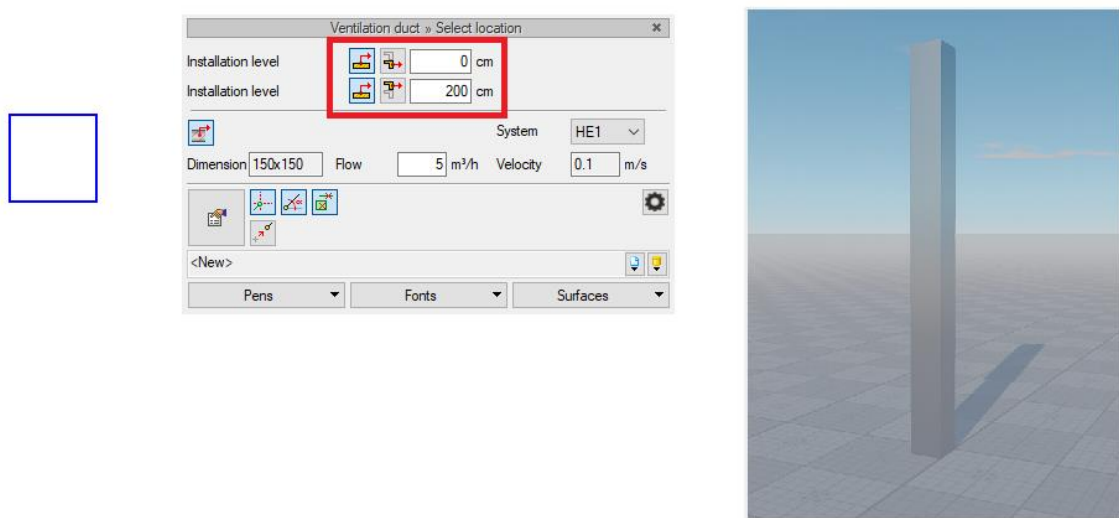 Ventilation duct » Select location
Installation level 0 cm
Installation level 200 cm
System HE1
Dimension 150x150 Flow 5 m³/h Velocity 0.1 m/s
<New>
Pens Fonts Surfaces